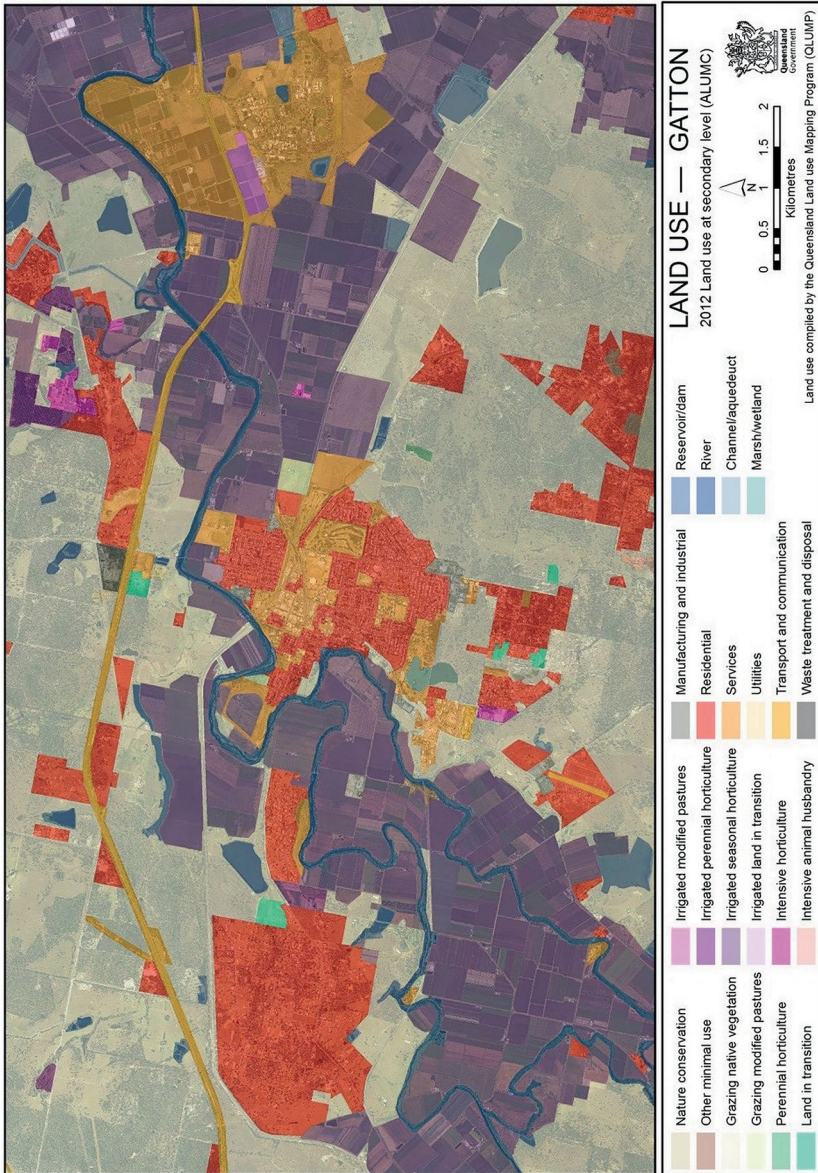 LAND USE — GATTON
2012 Land use at secondary level (ALUMC)
Queensland
Government
N
0 0.5 1 1.5 2
Kilometres
Land use compiled by the Queensland Land use Mapping Program (QLUMP)
Nature conservation
Other minimal use
Grazing native vegetation
Grazing modified pastures
Perennial horticulture
Land in transition
Irrigated modified pastures
Irrigated perennial horticulture
Irrigated seasonal horticulture
Irrigated land in transition
Intensive horticulture
Intensive animal husbandry
Manufacturing and industrial
Residential
Services
Utilities
Transport and communication
Waste treatment and disposal
Reservoir/dam
River
Channel/aquedeuct
Marsh/wetland